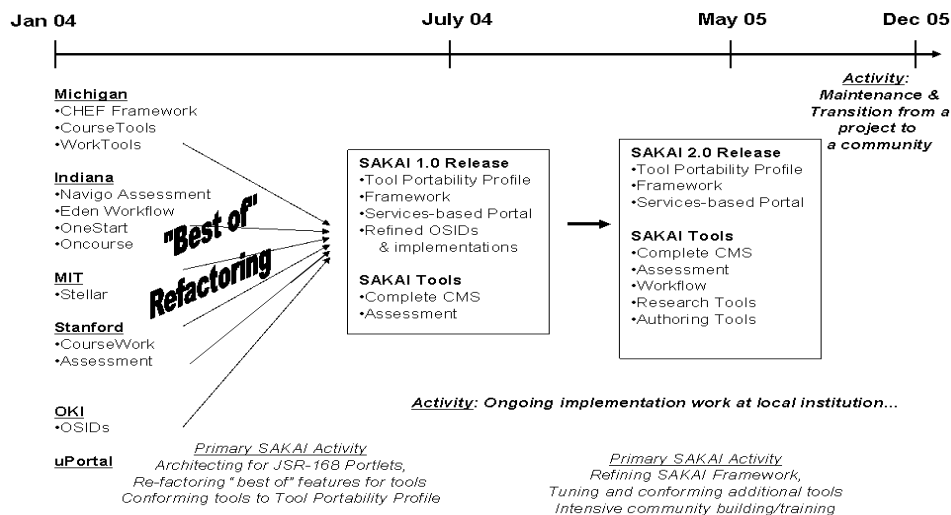 Jan 04
July 04
May 05
Dec 05
Activity:
Maintenance &
Transition from a
project to
a community
Michigan
•CHEF Framework
•CourseTools
•WorkTools
Indiana
•Navigo Assessment
•Eden Workflow
•OneStart
•Oncourse
MIT
•Stellar
Stanford
•CourseWork
•Assessment
OKI
•OSIDs
uPortal
"Best of"
Refactoring
SAKAI 1.0 Release
•Tool Portability Profile
•Framework
•Services-based Portal
•Refined OSIDs
& implementations
SAKAI Tools
•Complete CMS
•Assessment
SAKAI 2.0 Release
•Tool Portability Profile
•Framework
•Services-based Portal
SAKAI Tools
•Complete CMS
•Assessment
•Workflow
•Research Tools
•Authoring Tools
Activity: Ongoing implementation work at local institution...
Primary SAKAI Activity
Architecting for JSR-168 Portlets,
Re-factoring "best of" features for tools
Conforming tools to Tool Portability Profile
Primary SAKAI Activity
Refining SAKAI Framework,
Tuning and conforming additional tools
Intensive community building/training